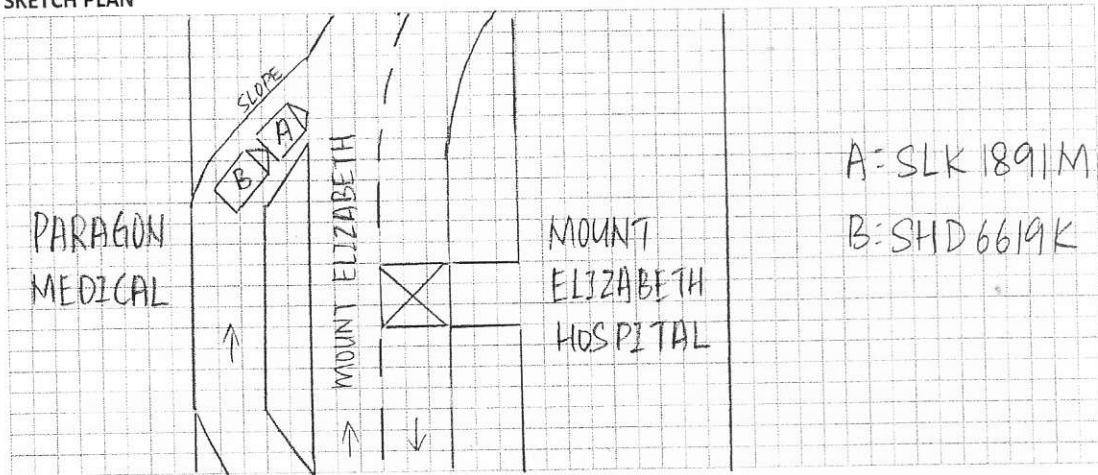 SKETCH PLAN
SLOPE
A
B
MOUNT ELIZABETH
PARAGON
MEDICAL
MOUNT
ELIZABETH
HOSPITAL
A: SLK 1891M
B: SHD 6619K